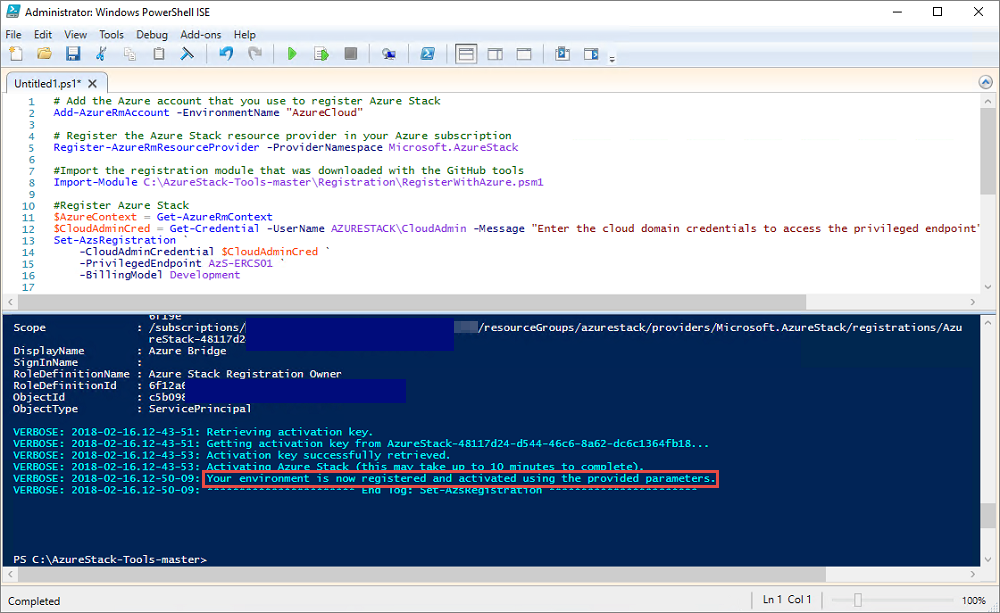 Administrator: Windows PowerShell ISE
File Edit View Tools Debug Add-ons Help
Untitled1.ps1* X
1 # Add the Azure account that you use to register Azure Stack
2 Add-AzureRmAccount -EnvironmentName "AzureCloud"
3
4 # Register the Azure Stack resource provider in your Azure subscription
5 Register-AzureRmResourceProvider -ProviderNamespace Microsoft.AzureStack
6
7 #Import the registration module that was downloaded with the GitHub tools
8 Import-Module C:\AzureStack-Tools-master\Registration\RegisterWithAzure.psm1
9
10 #Register Azure Stack
11 $AzureContext = Get-AzureRmContext
12 $CloudAdminCred = Get-Credential -UserName AZURESTACK\CloudAdmin -Message "Enter the cloud domain credentials to access the privileged endpoint"
13 Set-AzsRegistration `
14 -CloudAdminCredential $CloudAdminCred `
15 -PrivilegedEndpoint AzS-ERCS01 `
16 -BillingModel Development
17
6f19e
Scope : /subscriptions/ /resourceGroups/azurestack/providers/Microsoft.AzureStack/registrations/Azu
reStack-48117d2
DisplayName : Azure Bridge
SignInName :
RoleDefinitionName : Azure Stack Registration Owner
RoleDefinitionId : 6f12a6
ObjectId : c5b098
ObjectType : ServicePrincipal
VERBOSE: 2018-02-16.12-43-51: Retrieving activation key.
VERBOSE: 2018-02-16.12-43-51: Getting activation key from AzureStack-48117d24-d544-46c6-8a62-dc6c1364fb18...
VERBOSE: 2018-02-16.12-43-53: Activation key successfully retrieved.
VERBOSE: 2018-02-16.12-43-53: Activating Azure Stack (this may take up to 10 minutes to complete).
VERBOSE: 2018-02-16.12-50-09: Your environment is now registered and activated using the provided parameters.
VERBOSE: 2018-02-16.12-50-09: End log: Set-AzsRegistration
PS C:\AzureStack-Tools-master>
Completed
Ln 1 Col 1
100%